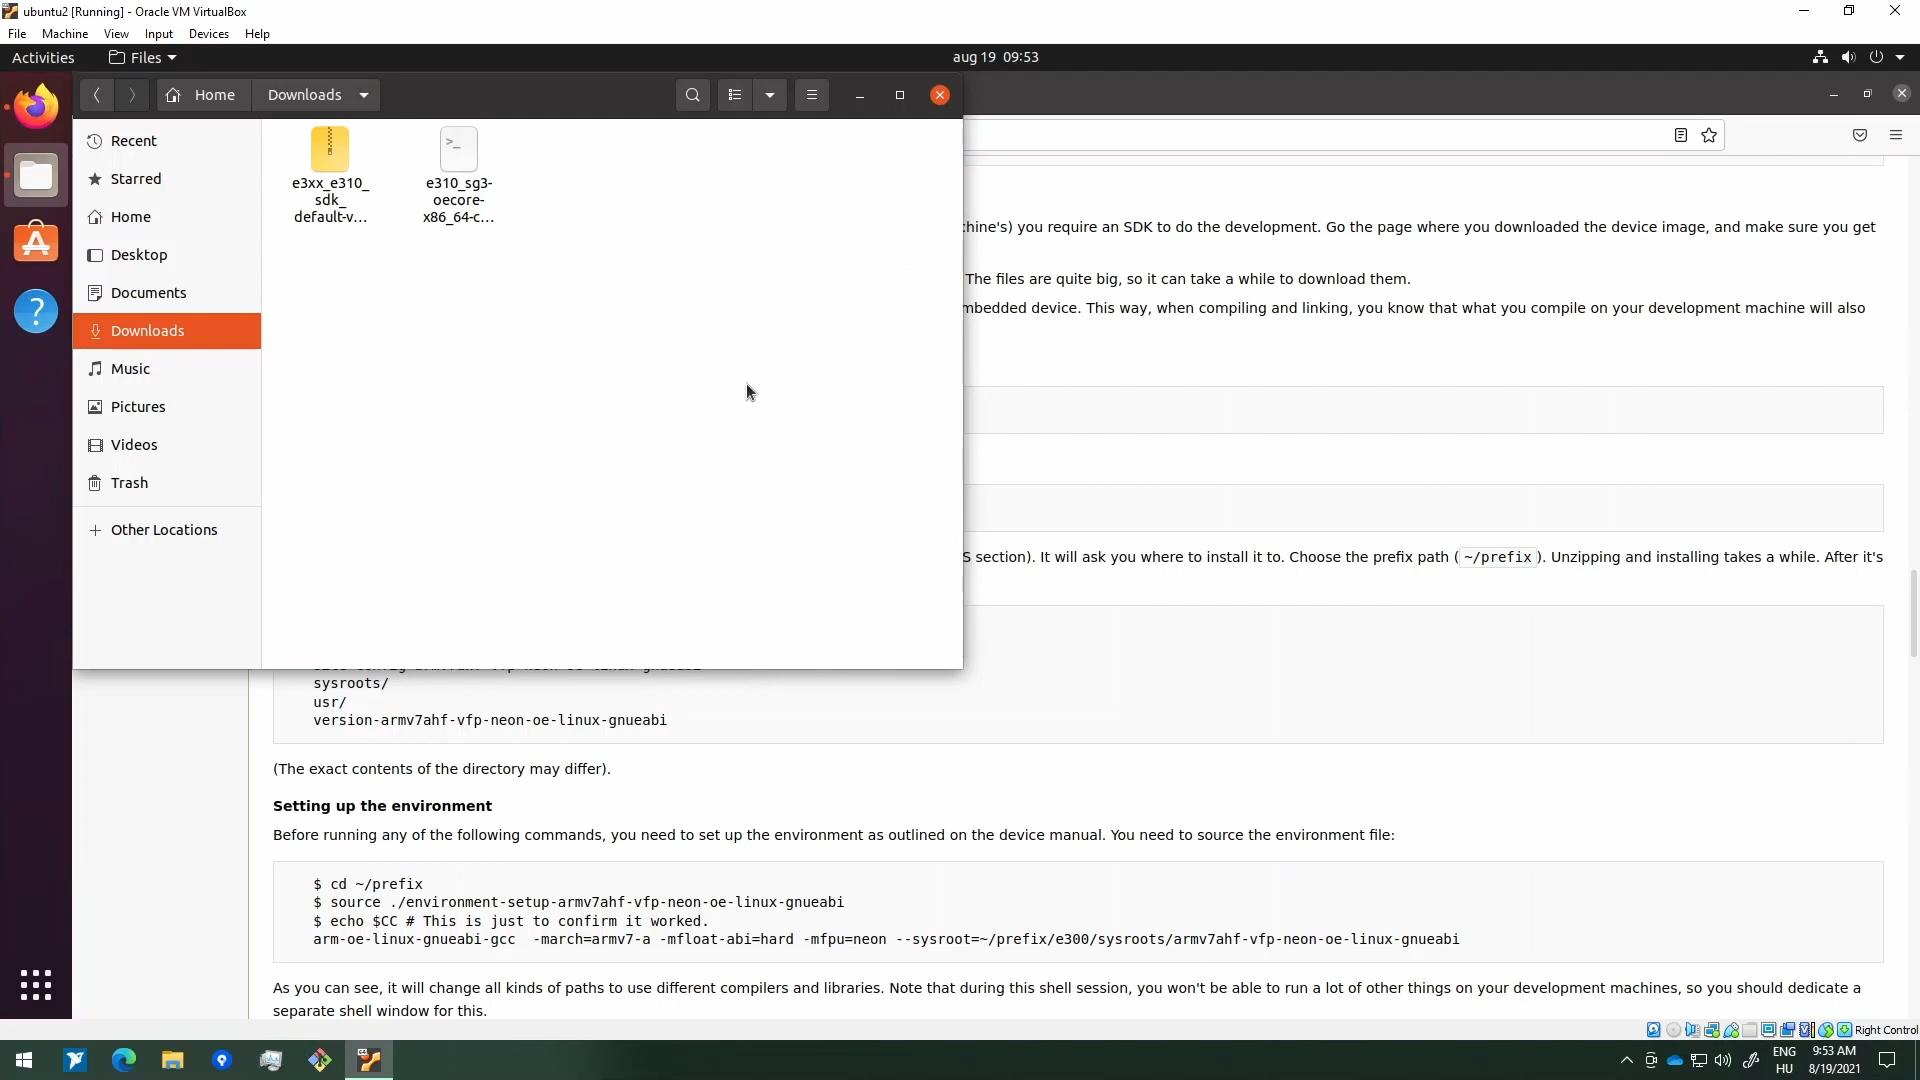 ubuntu2 [Running] - Oracle VM VirtualBox
File Machine View Input Devices Help
Activities Files aug 19 09:53
Home Downloads
Recent
Starred
Home
Desktop
Documents
Downloads
Music
Pictures
Videos
Trash
Other Locations
e3xx_e310_
sdk_
default-v...
e310_sg3-
oecore-
x86_64-c...
hine's) you require an SDK to do the development. Go the page where you downloaded the device image, and make sure you get
The files are quite big, so it can take a while to download them.
mbedded device. This way, when compiling and linking, you know that what you compile on your development machine will also
S section). It will ask you where to install it to. Choose the prefix path ( ~/prefix ). Unzipping and installing takes a while. After it's
sysroots/
usr/
version-armv7ahf-vfp-neon-oe-linux-gnueabi
(The exact contents of the directory may differ).
Setting up the environment
Before running any of the following commands, you need to set up the environment as outlined on the device manual. You need to source the environment file:
$ cd ~/prefix
$ source ./environment-setup-armv7ahf-vfp-neon-oe-linux-gnueabi
$ echo $CC # This is just to confirm it worked.
arm-oe-linux-gnueabi-gcc  -march=armv7-a -mfloat-abi=hard -mfpu=neon --sysroot=~/prefix/e300/sysroots/armv7ahf-vfp-neon-oe-linux-gnueabi
As you can see, it will change all kinds of paths to use different compilers and libraries. Note that during this shell session, you won't be able to run a lot of other things on your development machines, so you should dedicate a
separate shell window for this.
Right Control
ENG 9:53 AM
HU 8/19/2021